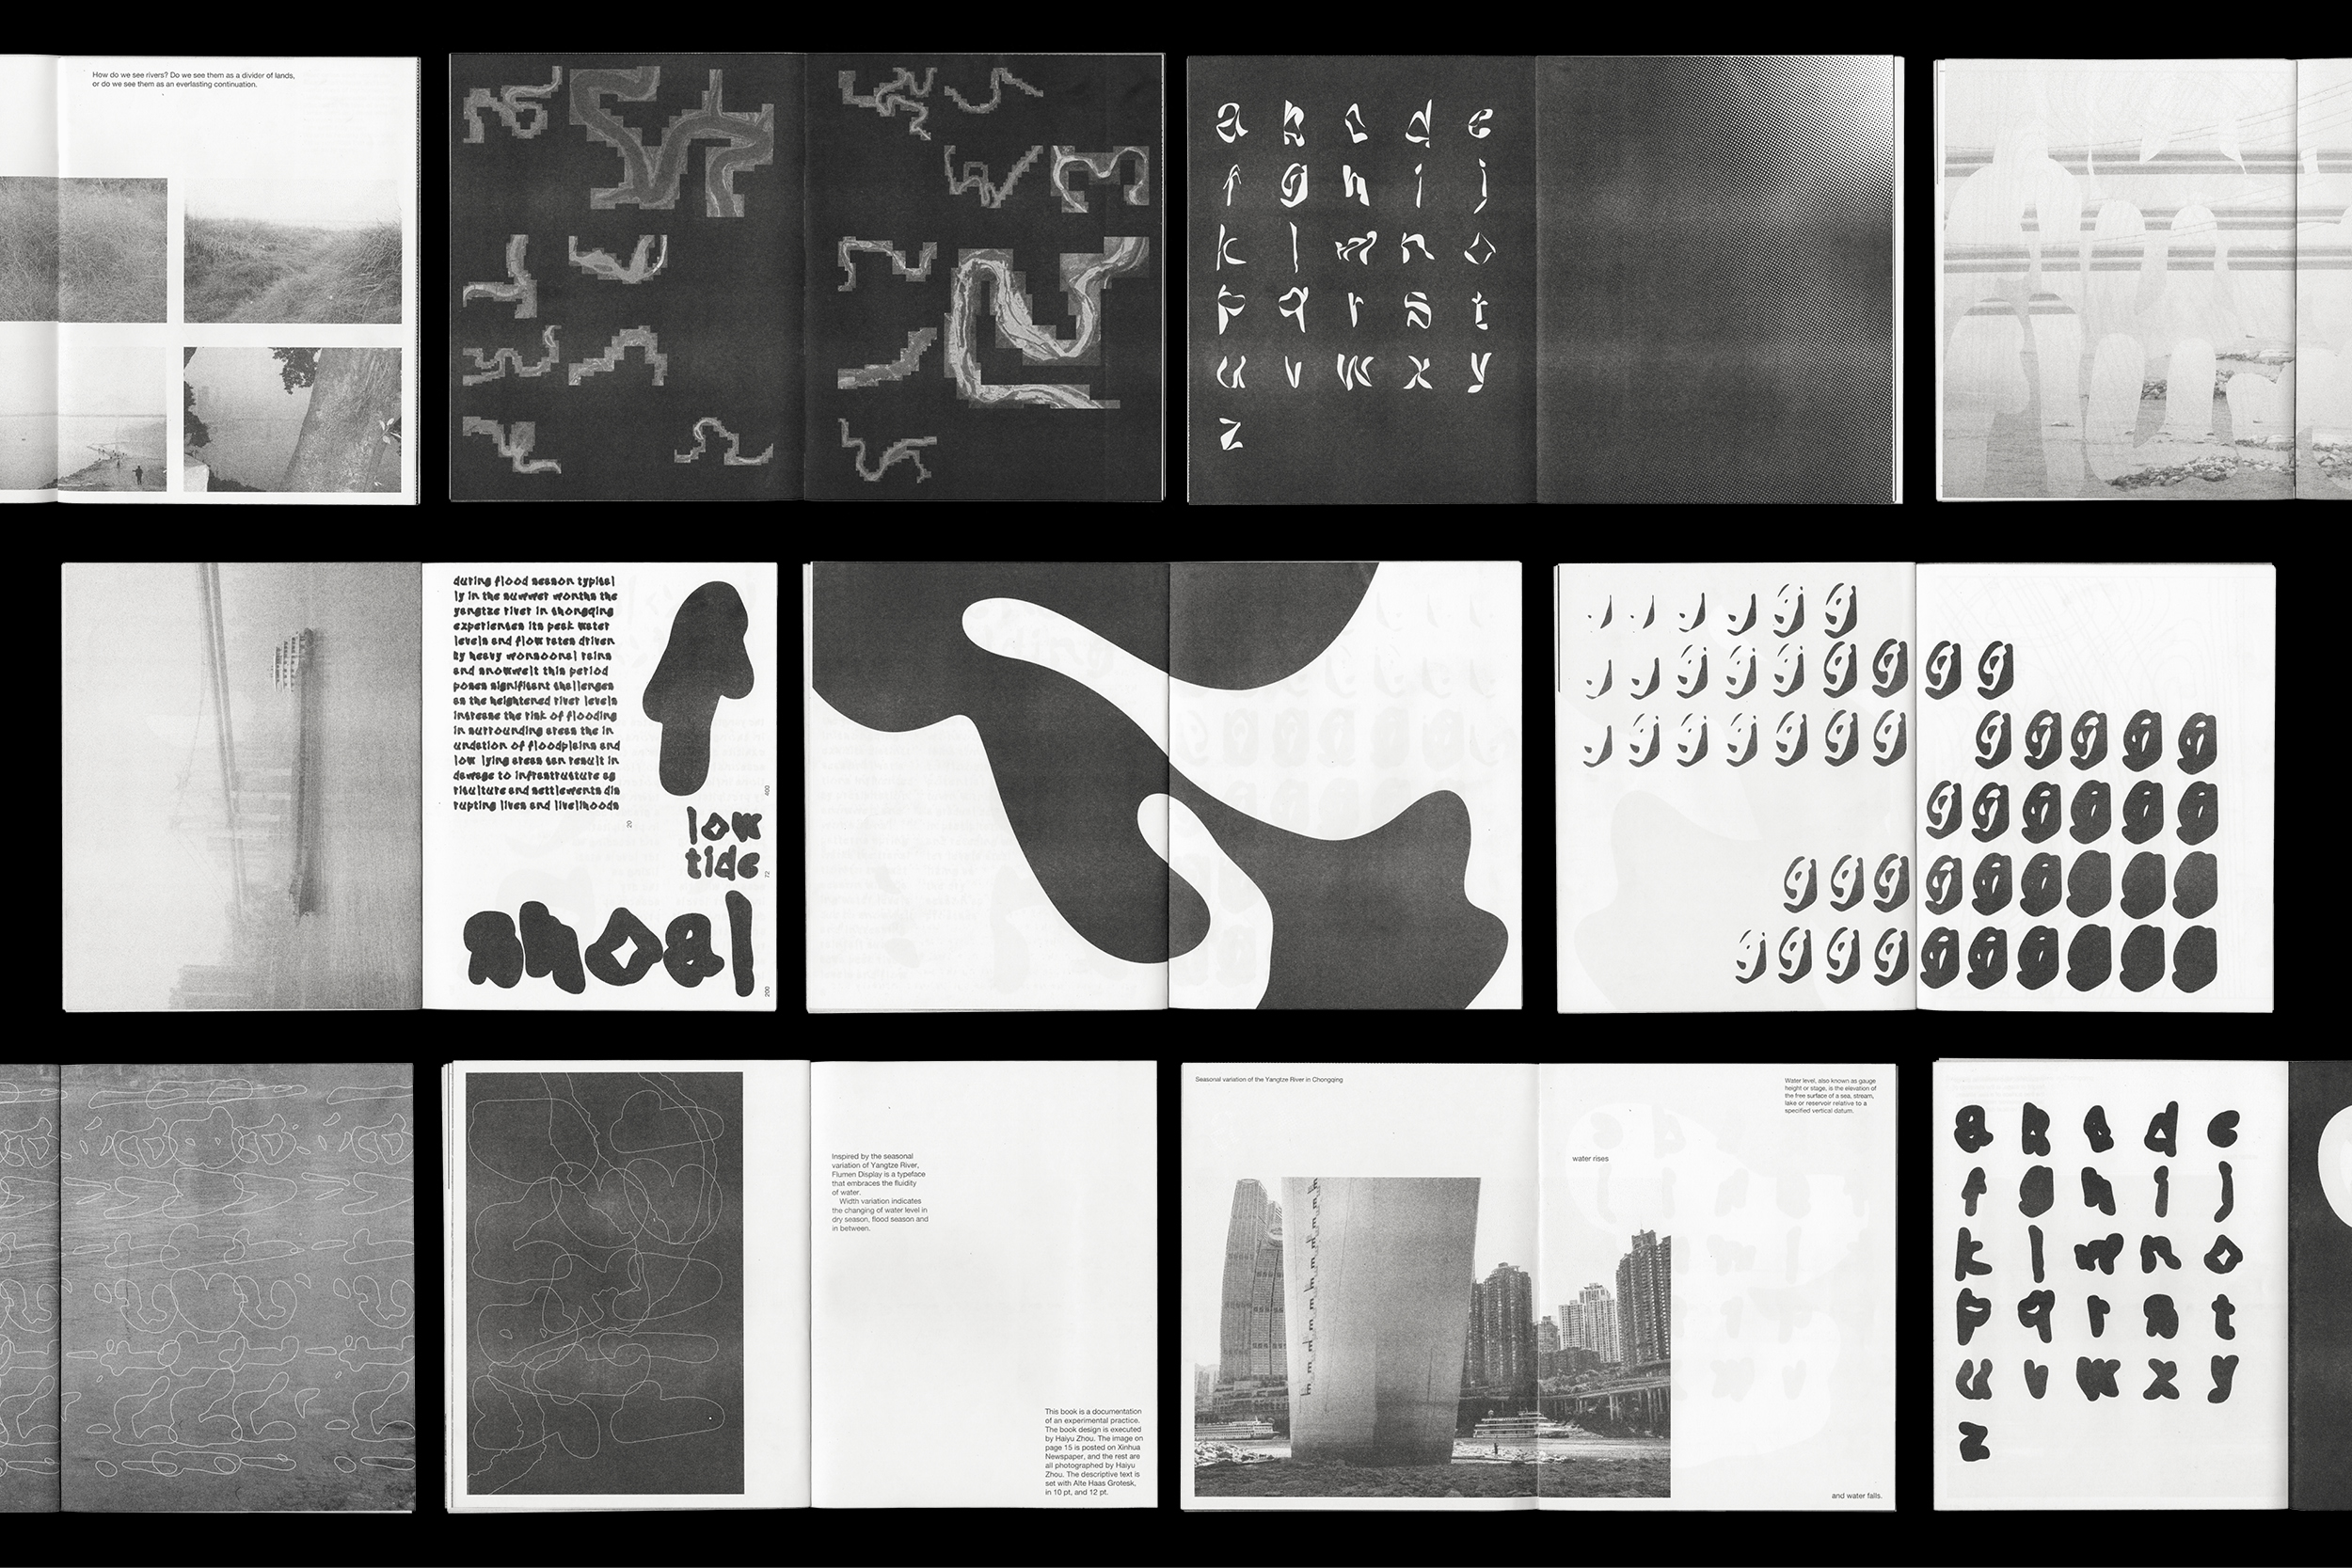 How do we see rivers? Do we see them as a divider of lands,
or do we see them as an everlasting continuation.
a b c d e
f g h i j
k l m n o
p q r s t
u v w x y
z
during flood season typical
ly in the summer months the
yangtze river in chongqing
experiences its peak water
levels and flow rates driven
by heavy monsoonal rains
and snowmelt this period
poses significant challenges
as the heightened river levels
increase the risk of flooding
in surrounding areas the in
undation of floodplains and
low lying areas can result in
damage to infrastructure ag
riculture and settlements dis
rupting lives and livelihoods
20
400
low
tide
72
shoal
200
g g
g g g g g g g
g g g g g g g g g g g
g g g g g g
g g g g g g
g g g g g g g
Inspired by the seasonal
variation of Yangtze River,
Flumen Display is a typeface
that embraces the fluidity
of water.
Width variation indicates
the changing of water level in
dry season, flood season and
in between.
This book is a documentation
of an experimental practice.
The book design is executed
by Haiyu Zhou. The image on
page 15 is posted on Xinhua
Newspaper, and the rest are
all photographed by Haiyu
Zhou. The descriptive text is
set with Alte Haas Grotesk,
in 10 pt, and 12 pt.
Seasonal variation of the Yangtze River in Chongqing
Water level, also known as gauge
height or stage, is the elevation of
the free surface of a sea, stream,
lake or reservoir relative to a
specified vertical datum.
water rises
and water falls.
a b c d e
f g h i j
k l m n o
p q r s t
u v w x y
z